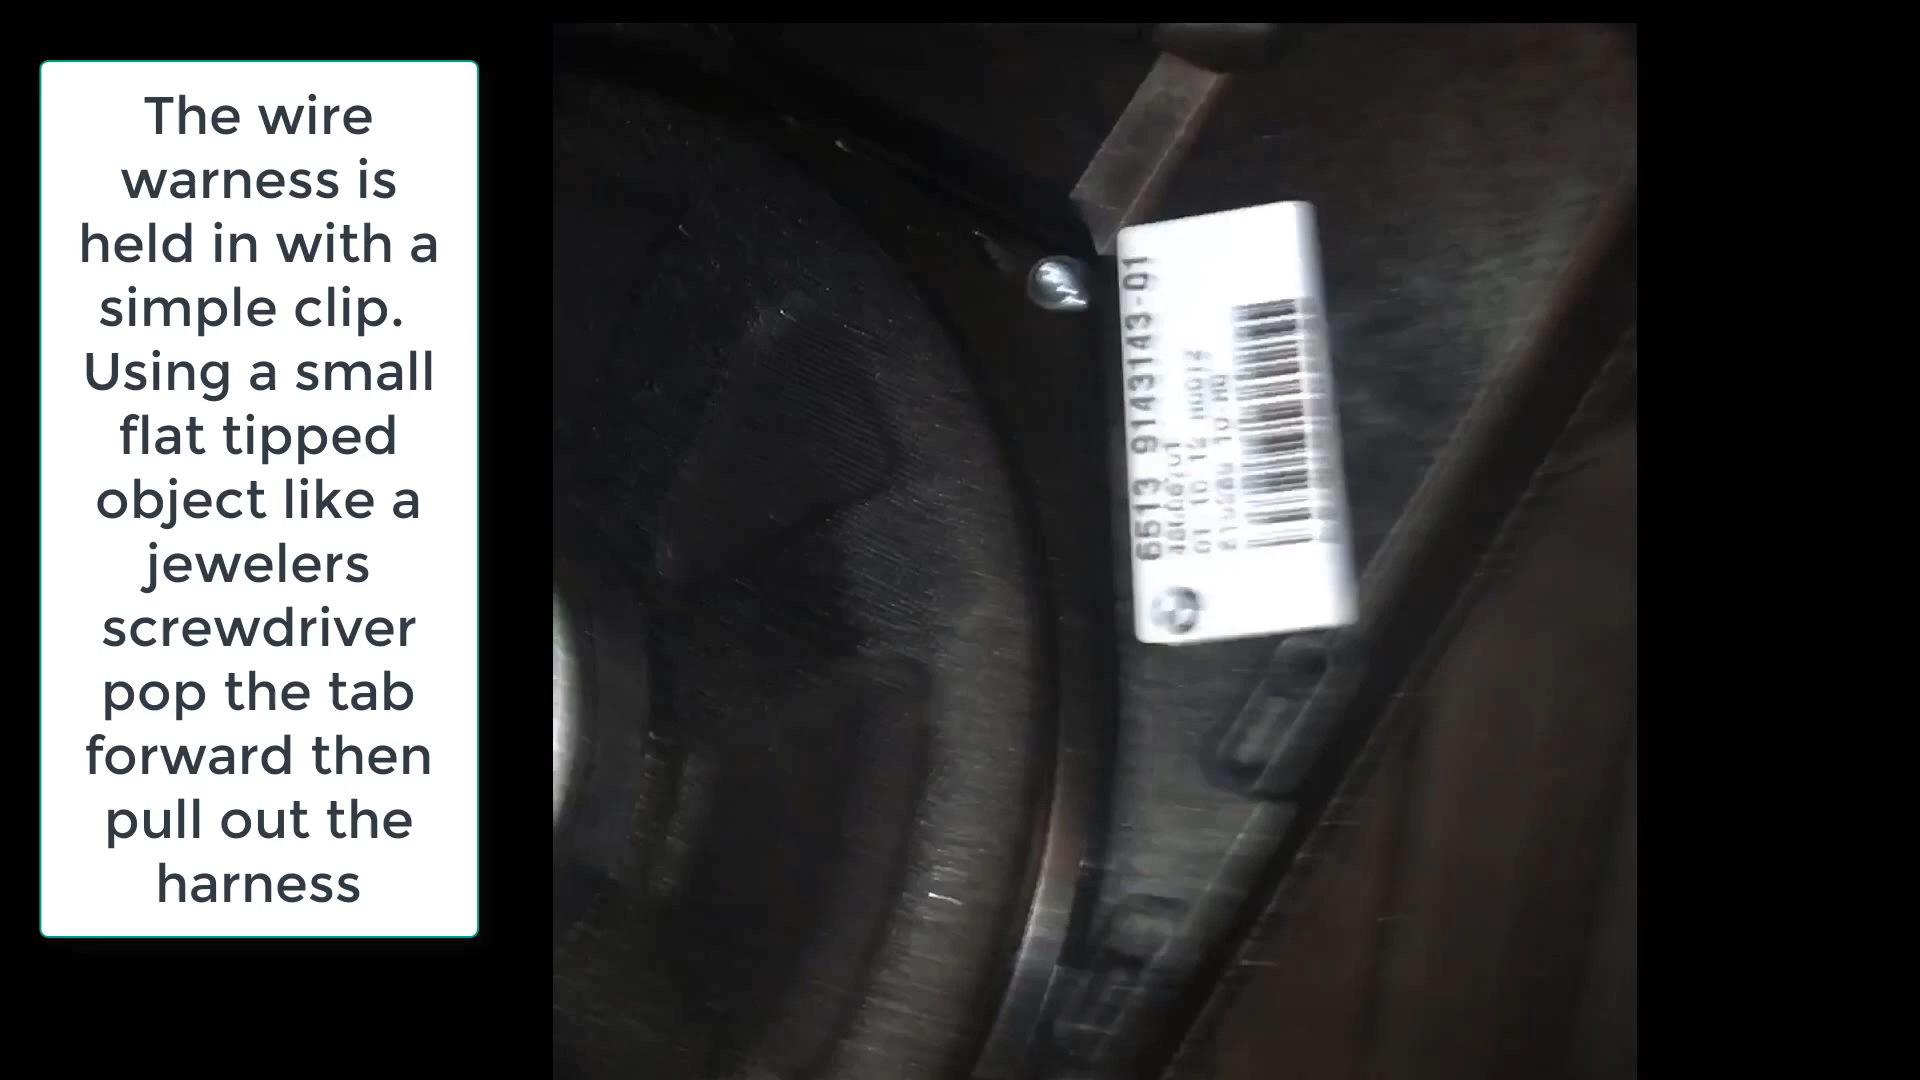 The wire
warness is
held in with a
simple clip.
Using a small
flat tipped
object like a
jewelers
screwdriver
pop the tab
forward then
pull out the
harness
6513 9143143-01